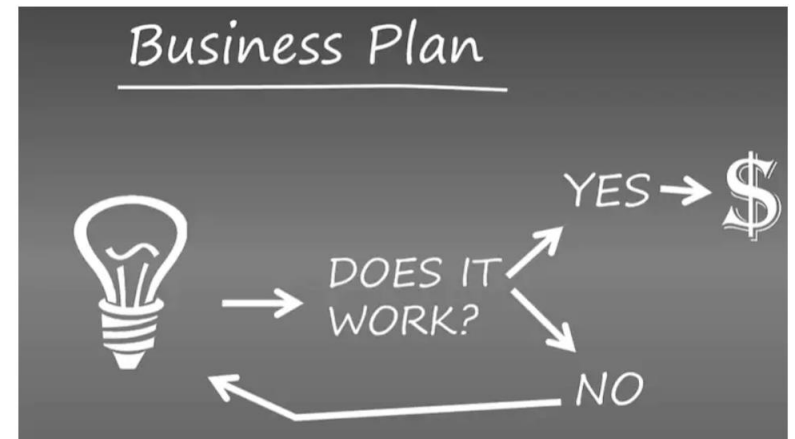 Business Plan
YES
$
DOES IT
WORK?
NO